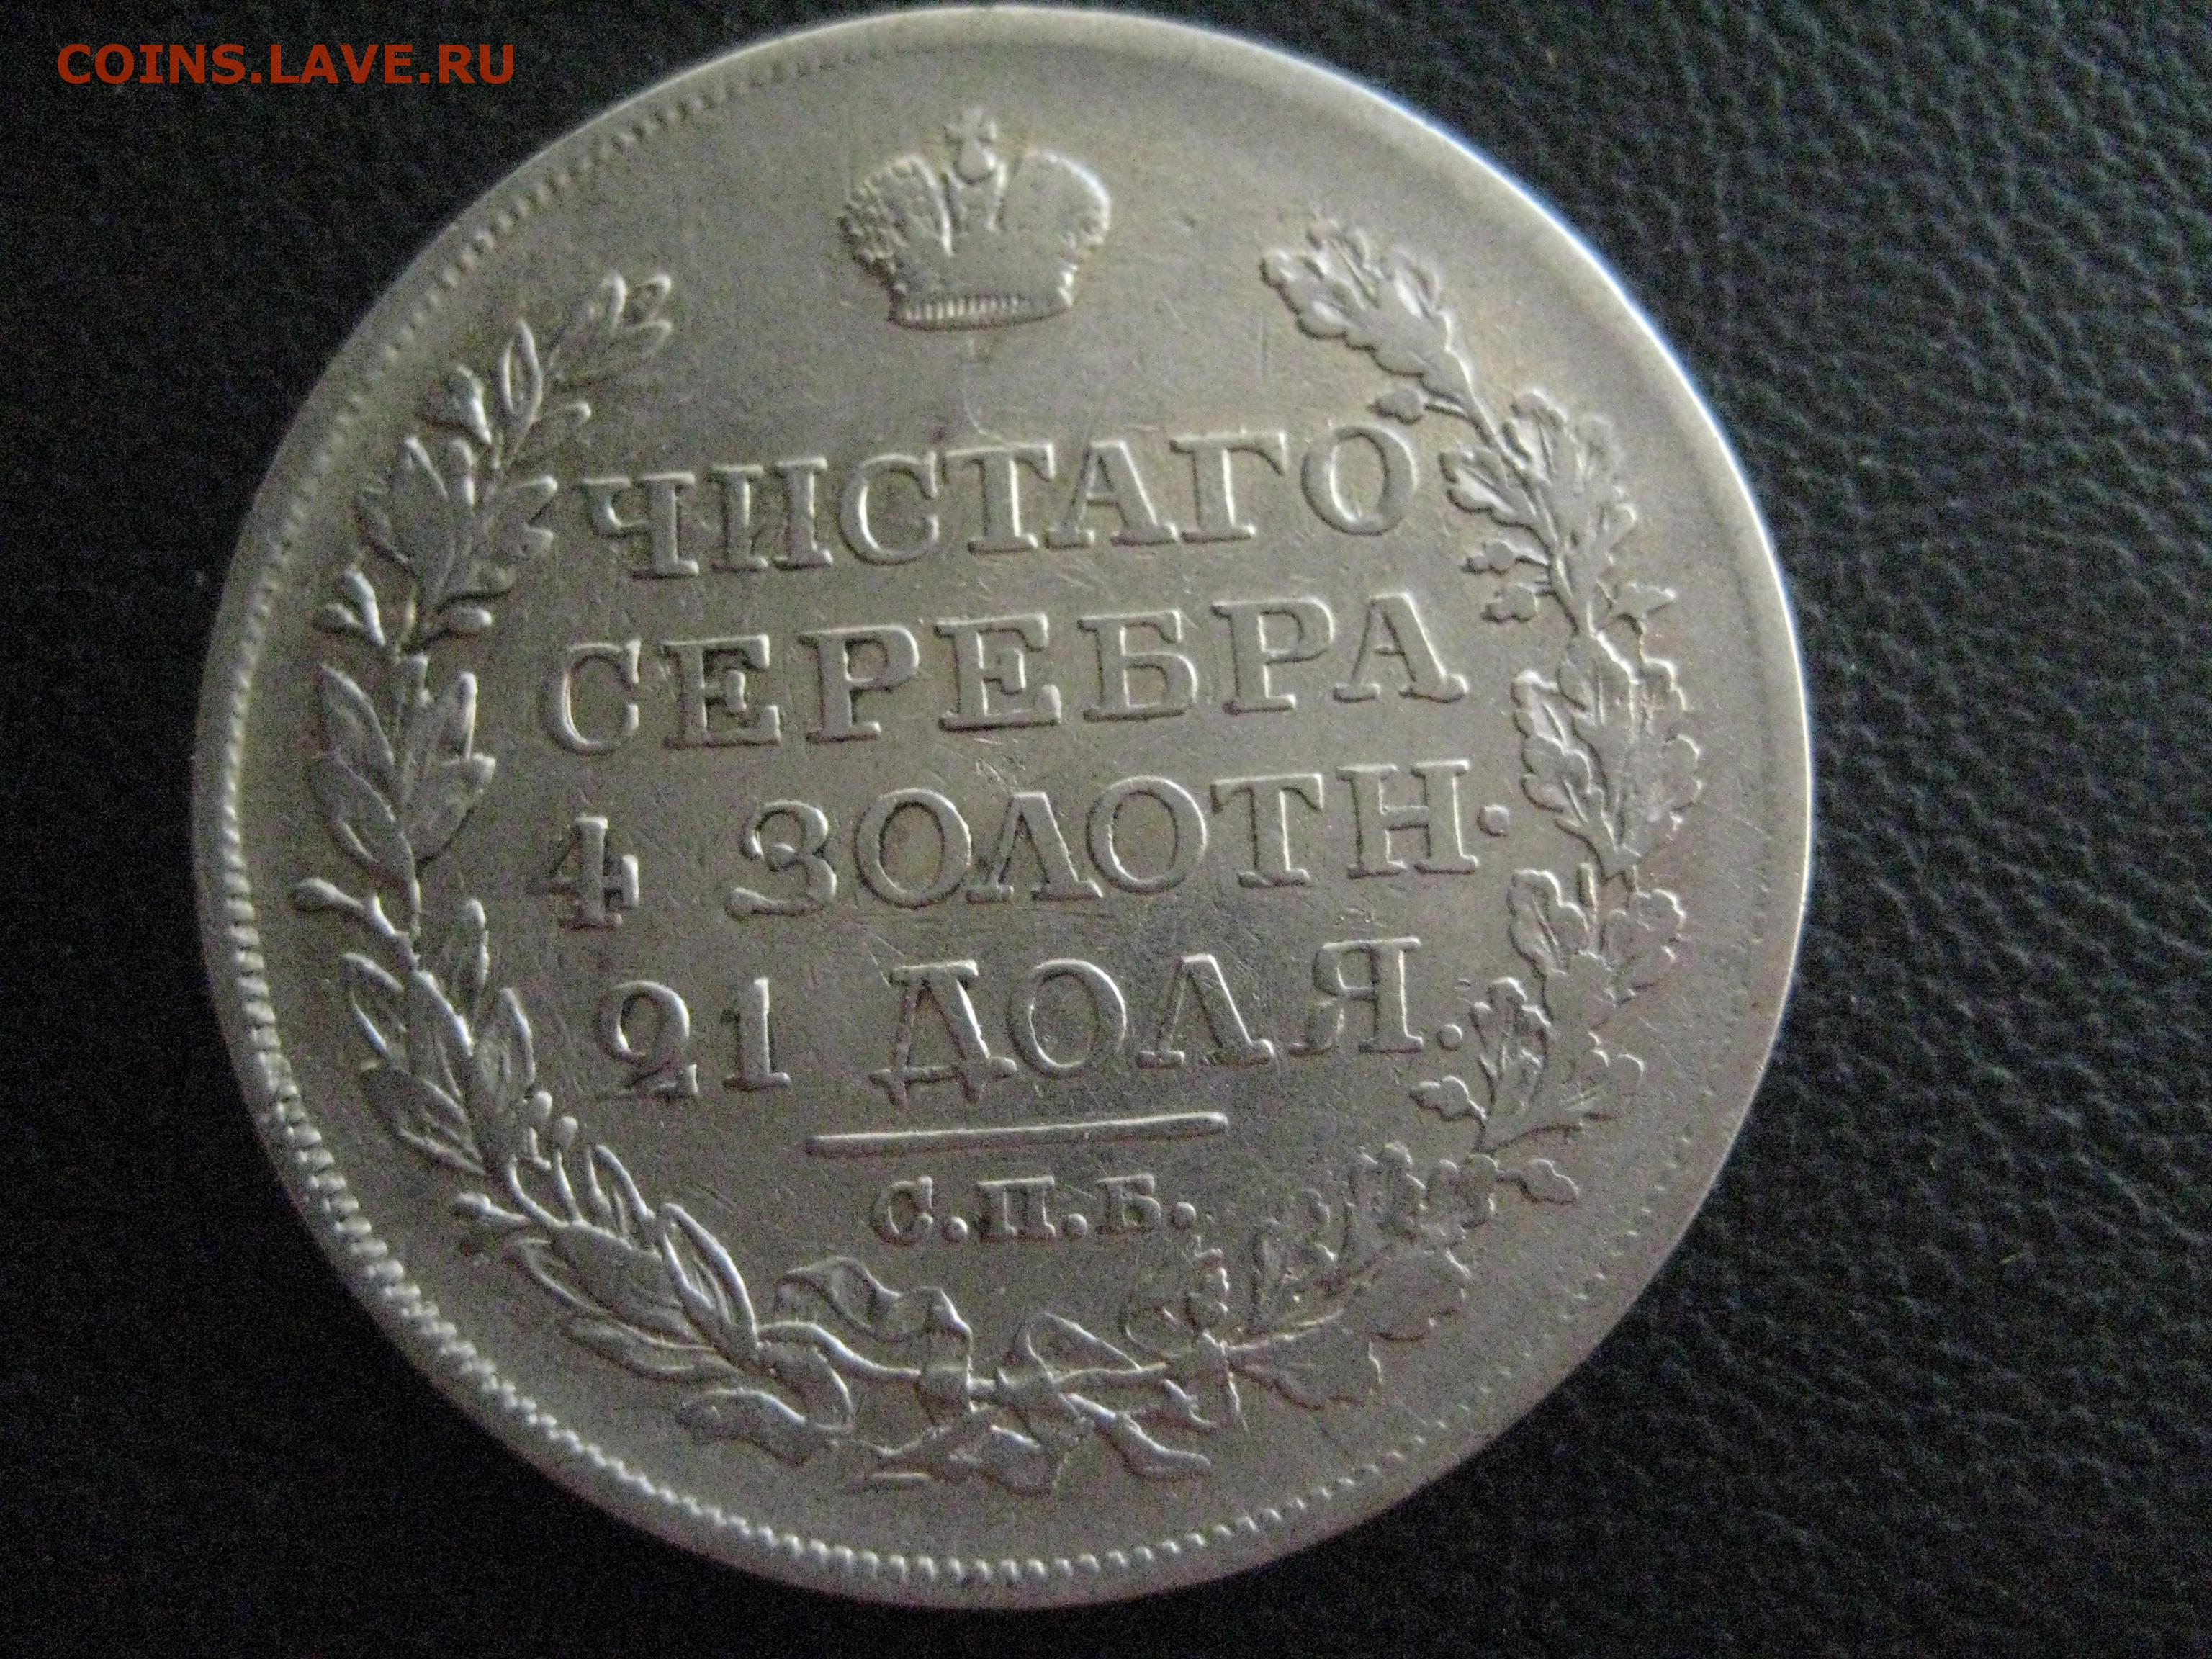 COINS.LAVE.RU
ЧИСТАГО
СЕРЕБРА
4 ЗОЛОТН.
21 ДОЛЯ.
С.П.Б.